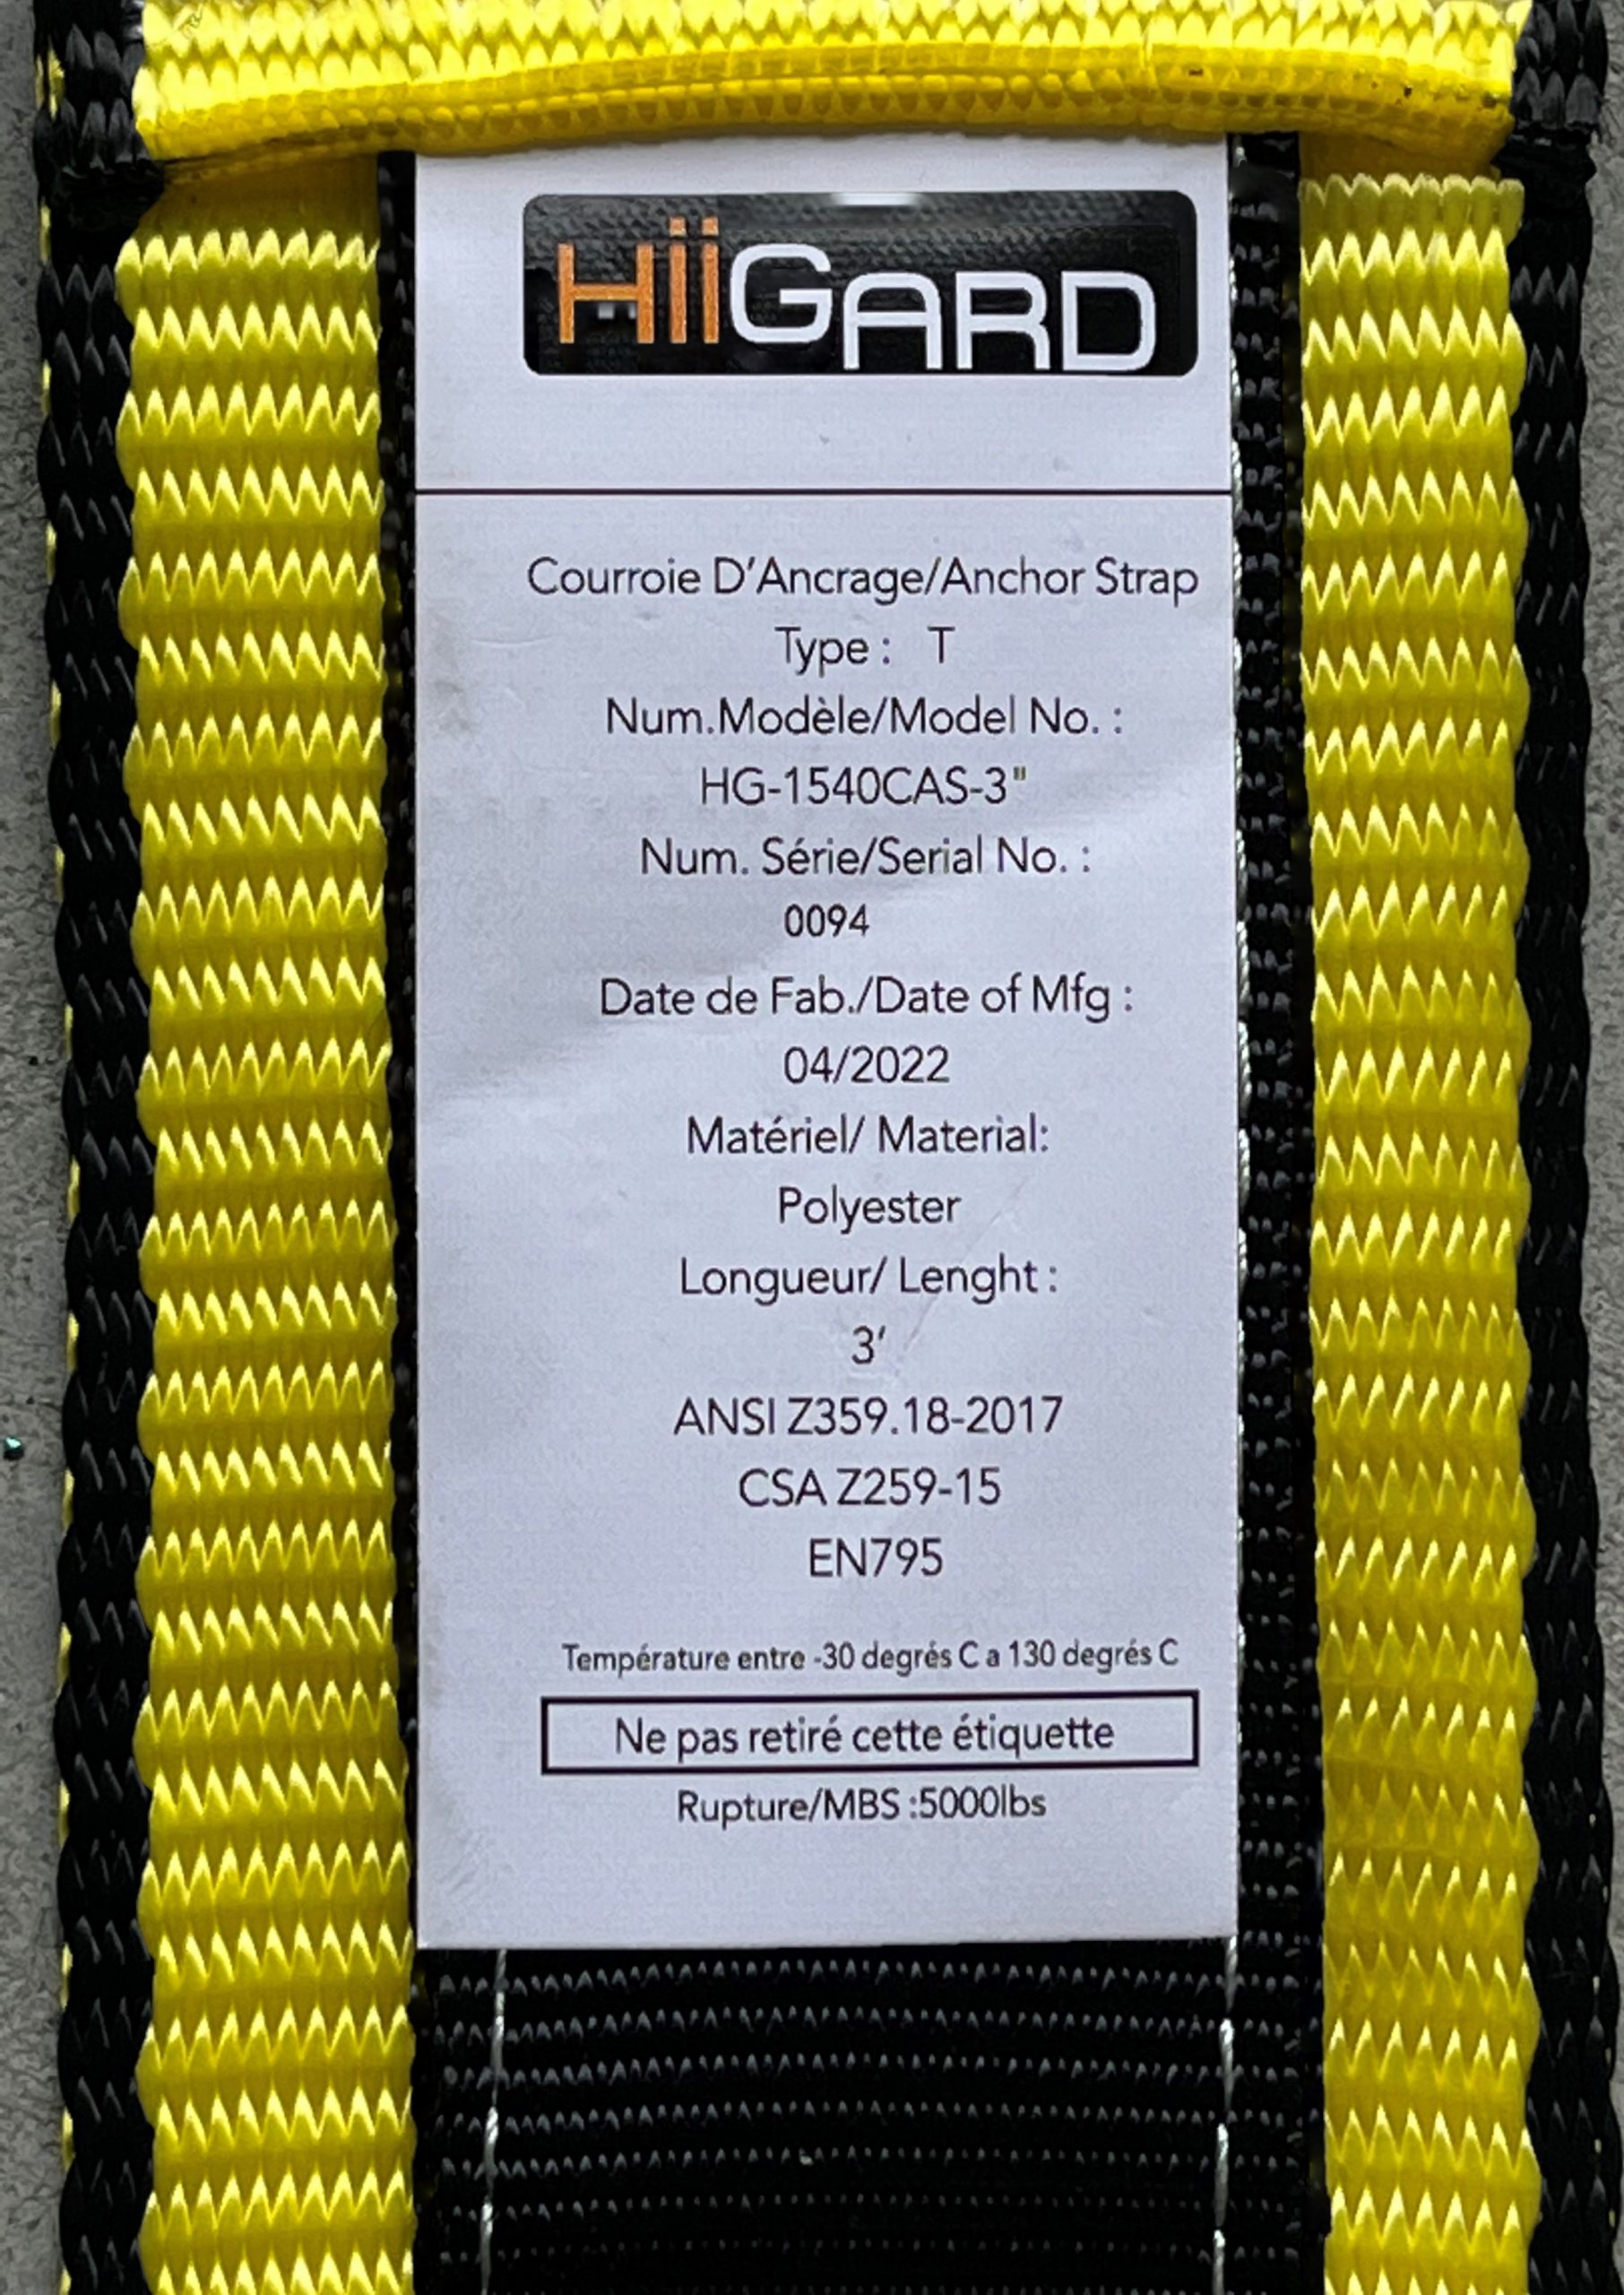 HiiGARD
Courroie D'Ancrage/Anchor Strap
Type : T
Num.Modèle/Model No. :
HG-1540CAS-3"
Num. Série/Serial No. :
0094
Date de Fab./Date of Mfg :
04/2022
Matériel/ Material:
Polyester
Longueur/ Lenght :
3'
ANSI Z359.18-2017
CSA Z259-15
EN795
Température entre -30 degrés C a 130 degrés C
Ne pas retiré cette étiquette
Rupture/MBS :5000lbs